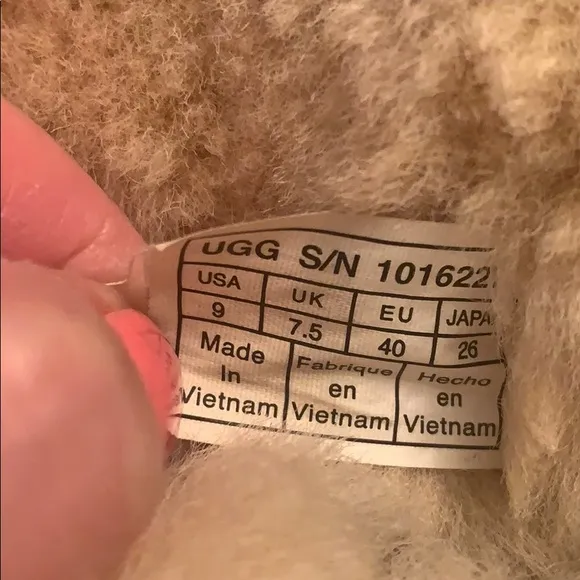 UGG S/N 101622
USA UK EU JAPA
9 7.5 40 26
Made Fabrique Hecho
In en en
Vietnam Vietnam Vietnam